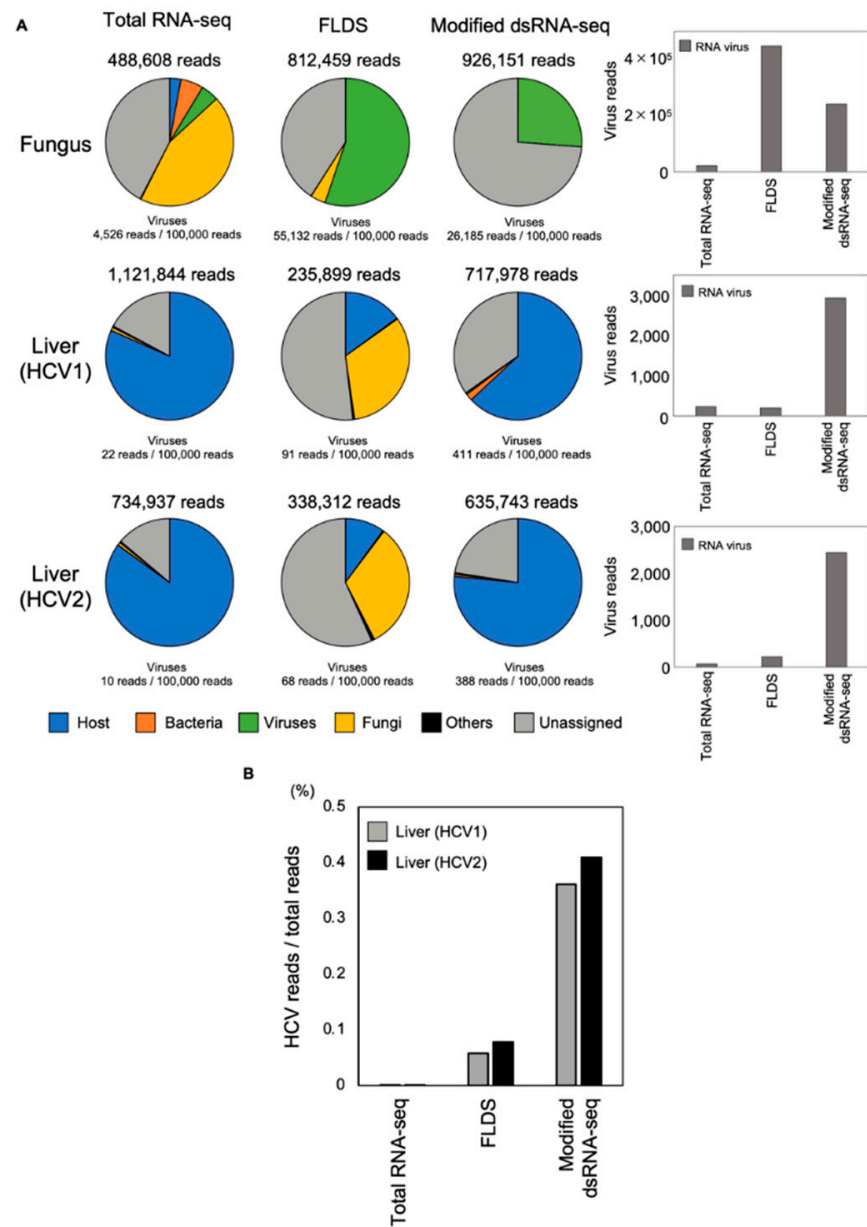 A
Total RNA-seq
FLDS
Modified dsRNA-seq
488,608 reads
812,459 reads
926,151 reads
Fungus
Viruses
4,526 reads / 100,000 reads
Viruses
55,132 reads / 100,000 reads
Viruses
26,185 reads / 100,000 reads
RNA virus
Virus reads
4 × 10⁵
2 × 10⁵
0
Total RNA-seq
FLDS
Modified
dsRNA-seq
1,121,844 reads
235,899 reads
717,978 reads
Liver
(HCV1)
Viruses
22 reads / 100,000 reads
Viruses
91 reads / 100,000 reads
Viruses
411 reads / 100,000 reads
RNA virus
Virus reads
3,000
2,000
1,000
0
Total RNA-seq
FLDS
Modified
dsRNA-seq
734,937 reads
338,312 reads
635,743 reads
Liver
(HCV2)
Viruses
10 reads / 100,000 reads
Viruses
68 reads / 100,000 reads
Viruses
388 reads / 100,000 reads
RNA virus
Virus reads
3,000
2,000
1,000
0
Total RNA-seq
FLDS
Modified
dsRNA-seq
Host
Bacteria
Viruses
Fungi
Others
Unassigned
B
(%)
HCV reads / total reads
0.5
0.4
0.3
0.2
0.1
0
Liver (HCV1)
Liver (HCV2)
Total RNA-seq
FLDS
Modified
dsRNA-seq